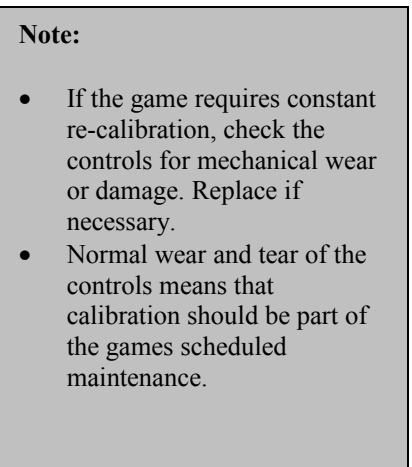 Note:
• If the game requires constant
re-calibration, check the
controls for mechanical wear
or damage. Replace if
necessary.
• Normal wear and tear of the
controls means that
calibration should be part of
the games scheduled
maintenance.